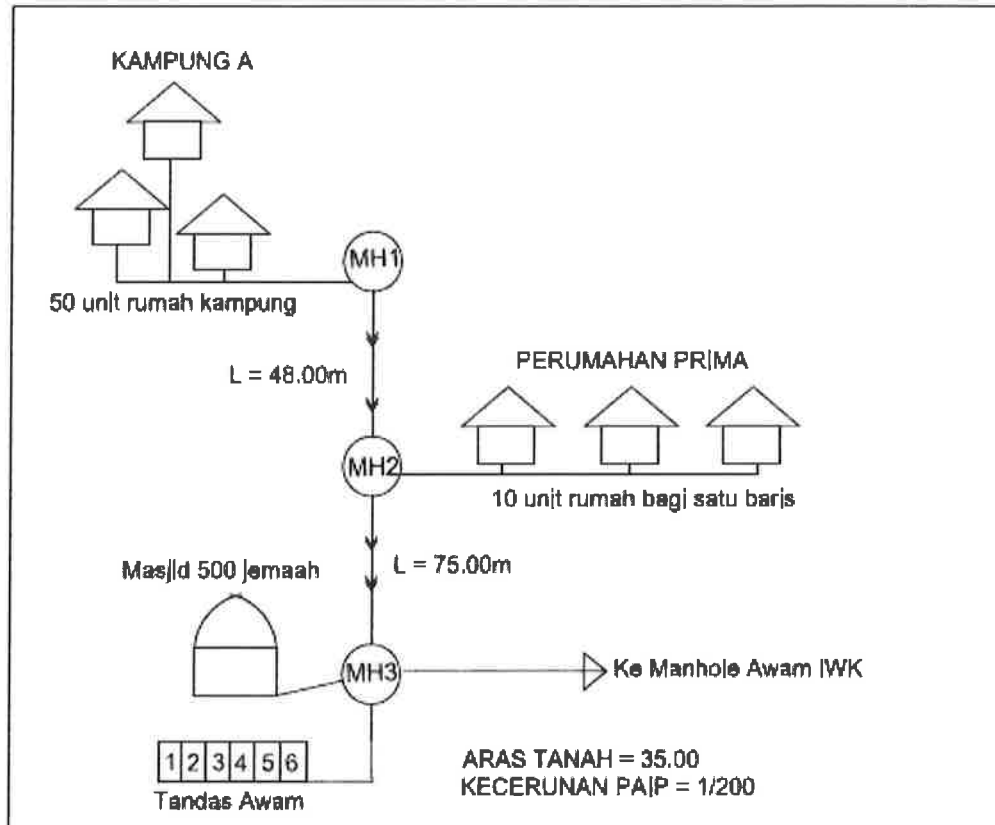 KAMPUNG A
MH1
50 unit rumah kampung
L = 48.00m
PERUMAHAN PRIMA
MH2
10 unit rumah bagi satu baris
L = 75.00m
Masjid 500 jemaah
MH3
Ke Manhole Awam IWK
1 2 3 4 5 6
Tandas Awam
ARAS TANAH = 35.00
KECERUNAN PAIP = 1/200